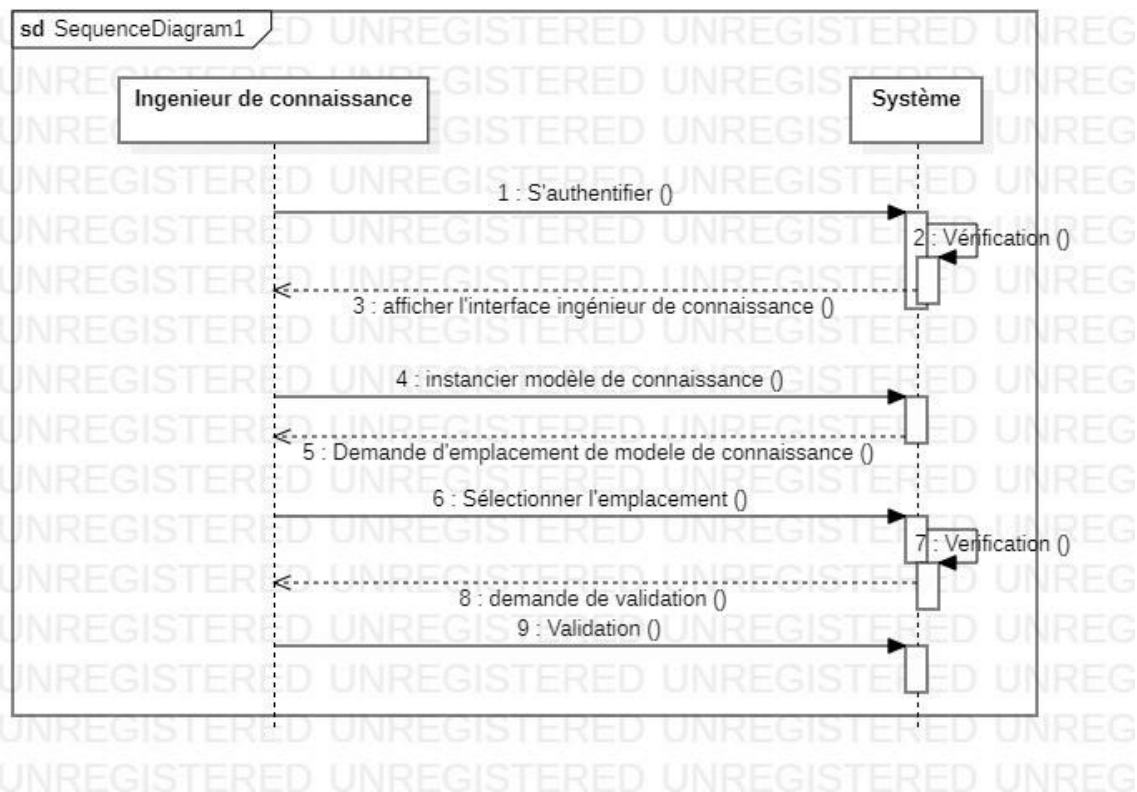 sd SequenceDiagram1
Ingenieur de connaissance
Système
1 : S'authentifier ()
2 : Vérification ()
3 : afficher l'interface ingénieur de connaissance ()
4 : instancier modèle de connaissance ()
5 : Demande d'emplacement de modele de connaissance ()
6 : Sélectionner l'emplacement ()
7 : Verification ()
8 : demande de validation ()
9 : Validation ()
UNREGISTERED